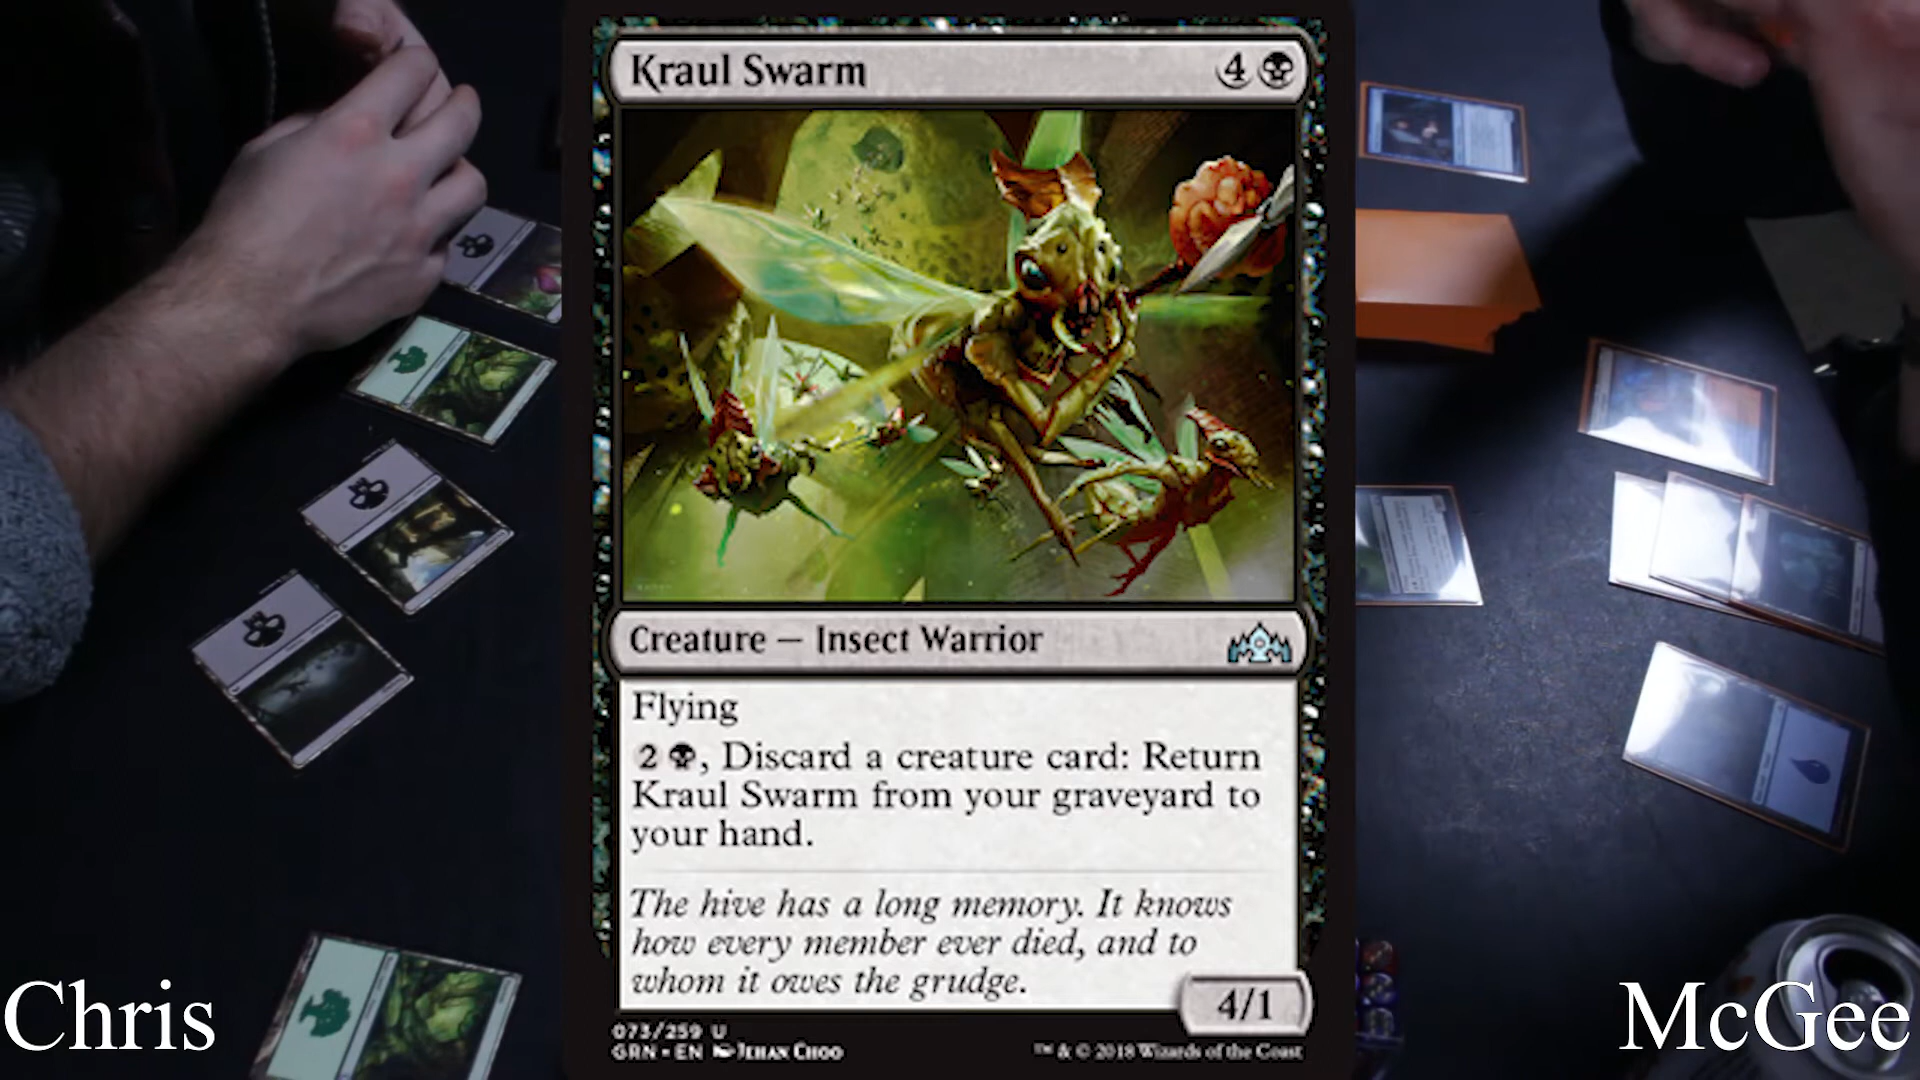 Kraul Swarm
4
Creature — Insect Warrior
Flying
2 , Discard a creature card: Return
Kraul Swarm from your graveyard to
your hand.
The hive has a long memory. It knows
how every member ever died, and to
whom it owes the grudge.
4/1
073/259 U
GRN • EN Jehan Choo
™ & © 2018 Wizards of the Coast
Chris
McGee